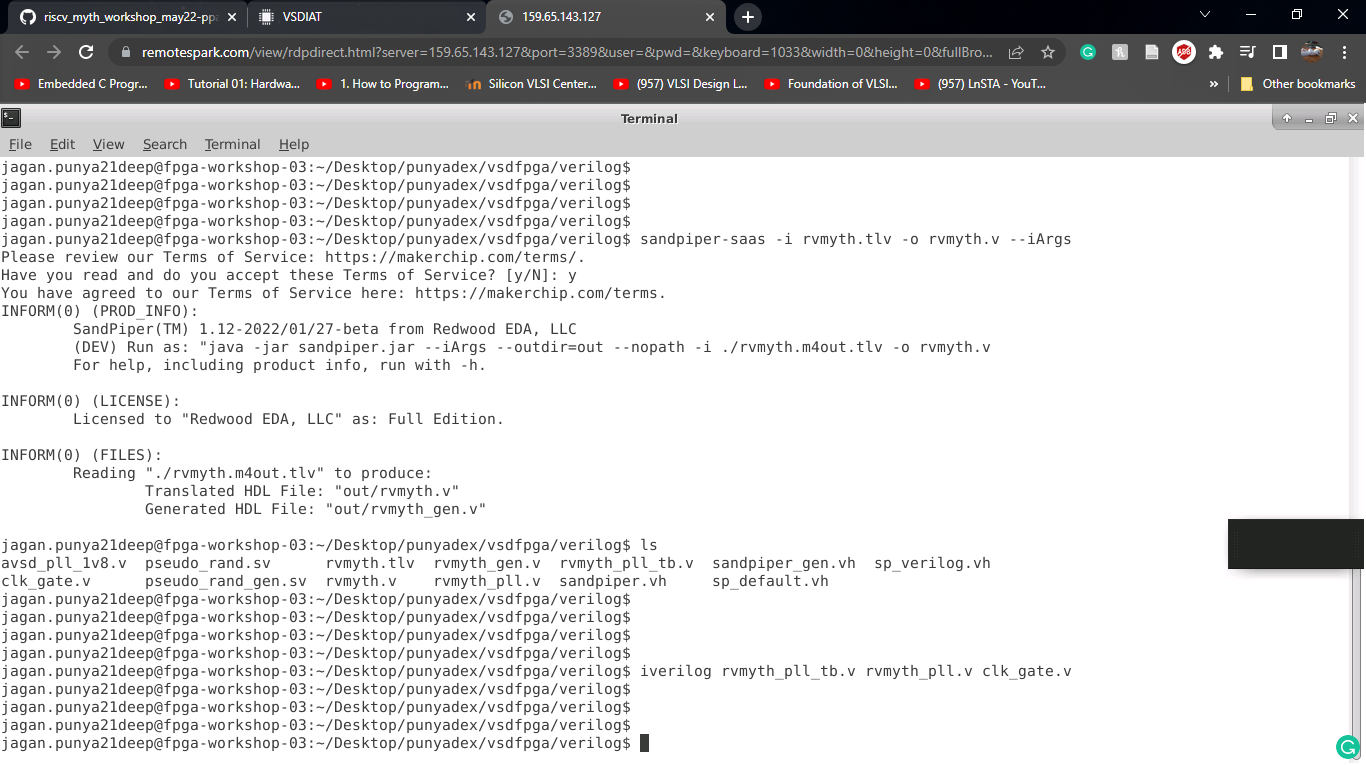 riscv_myth_workshop_may22-pp
VSDIAT
159.65.143.127
remotespark.com/view/rdpdirect.html?server=159.65.143.127&port=3389&user=&pwd=&keyboard=1033&width=0&height=0&fullBro...
Embedded C Progr...
Tutorial 01: Hardwa...
1. How to Program...
Silicon VLSI Center...
(957) VLSI Design L...
Foundation of VLSI...
(957) LnSTA - YouT...
»
Other bookmarks
Terminal
File Edit View Search Terminal Help
jagan.punya21deep@fpga-workshop-03:~/Desktop/punyadex/vsdfpga/verilog$
jagan.punya21deep@fpga-workshop-03:~/Desktop/punyadex/vsdfpga/verilog$
jagan.punya21deep@fpga-workshop-03:~/Desktop/punyadex/vsdfpga/verilog$
jagan.punya21deep@fpga-workshop-03:~/Desktop/punyadex/vsdfpga/verilog$
jagan.punya21deep@fpga-workshop-03:~/Desktop/punyadex/vsdfpga/verilog$ sandpiper-saas -i rvmyth.tlv -o rvmyth.v --iArgs
Please review our Terms of Service: https://makerchip.com/terms/.
Have you read and do you accept these Terms of Service? [y/N]: y
You have agreed to our Terms of Service here: https://makerchip.com/terms.
INFORM(0) (PROD_INFO):
SandPiper(TM) 1.12-2022/01/27-beta from Redwood EDA, LLC
(DEV) Run as: "java -jar sandpiper.jar --iArgs --outdir=out --nopath -i ./rvmyth.m4out.tlv -o rvmyth.v
For help, including product info, run with -h.
INFORM(0) (LICENSE):
Licensed to "Redwood EDA, LLC" as: Full Edition.
INFORM(0) (FILES):
Reading "./rvmyth.m4out.tlv" to produce:
Translated HDL File: "out/rvmyth.v"
Generated HDL File: "out/rvmyth_gen.v"
jagan.punya21deep@fpga-workshop-03:~/Desktop/punyadex/vsdfpga/verilog$ ls
avsd_pll_1v8.v pseudo_rand.sv rvmyth.tlv rvmyth_gen.v rvmyth_pll_tb.v sandpiper_gen.vh sp_verilog.vh
clk_gate.v pseudo_rand_gen.sv rvmyth.v rvmyth_pll.v sandpiper.vh sp_default.vh
jagan.punya21deep@fpga-workshop-03:~/Desktop/punyadex/vsdfpga/verilog$
jagan.punya21deep@fpga-workshop-03:~/Desktop/punyadex/vsdfpga/verilog$
jagan.punya21deep@fpga-workshop-03:~/Desktop/punyadex/vsdfpga/verilog$
jagan.punya21deep@fpga-workshop-03:~/Desktop/punyadex/vsdfpga/verilog$
jagan.punya21deep@fpga-workshop-03:~/Desktop/punyadex/vsdfpga/verilog$ iverilog rvmyth_pll_tb.v rvmyth_pll.v clk_gate.v
jagan.punya21deep@fpga-workshop-03:~/Desktop/punyadex/vsdfpga/verilog$
jagan.punya21deep@fpga-workshop-03:~/Desktop/punyadex/vsdfpga/verilog$
jagan.punya21deep@fpga-workshop-03:~/Desktop/punyadex/vsdfpga/verilog$
jagan.punya21deep@fpga-workshop-03:~/Desktop/punyadex/vsdfpga/verilog$